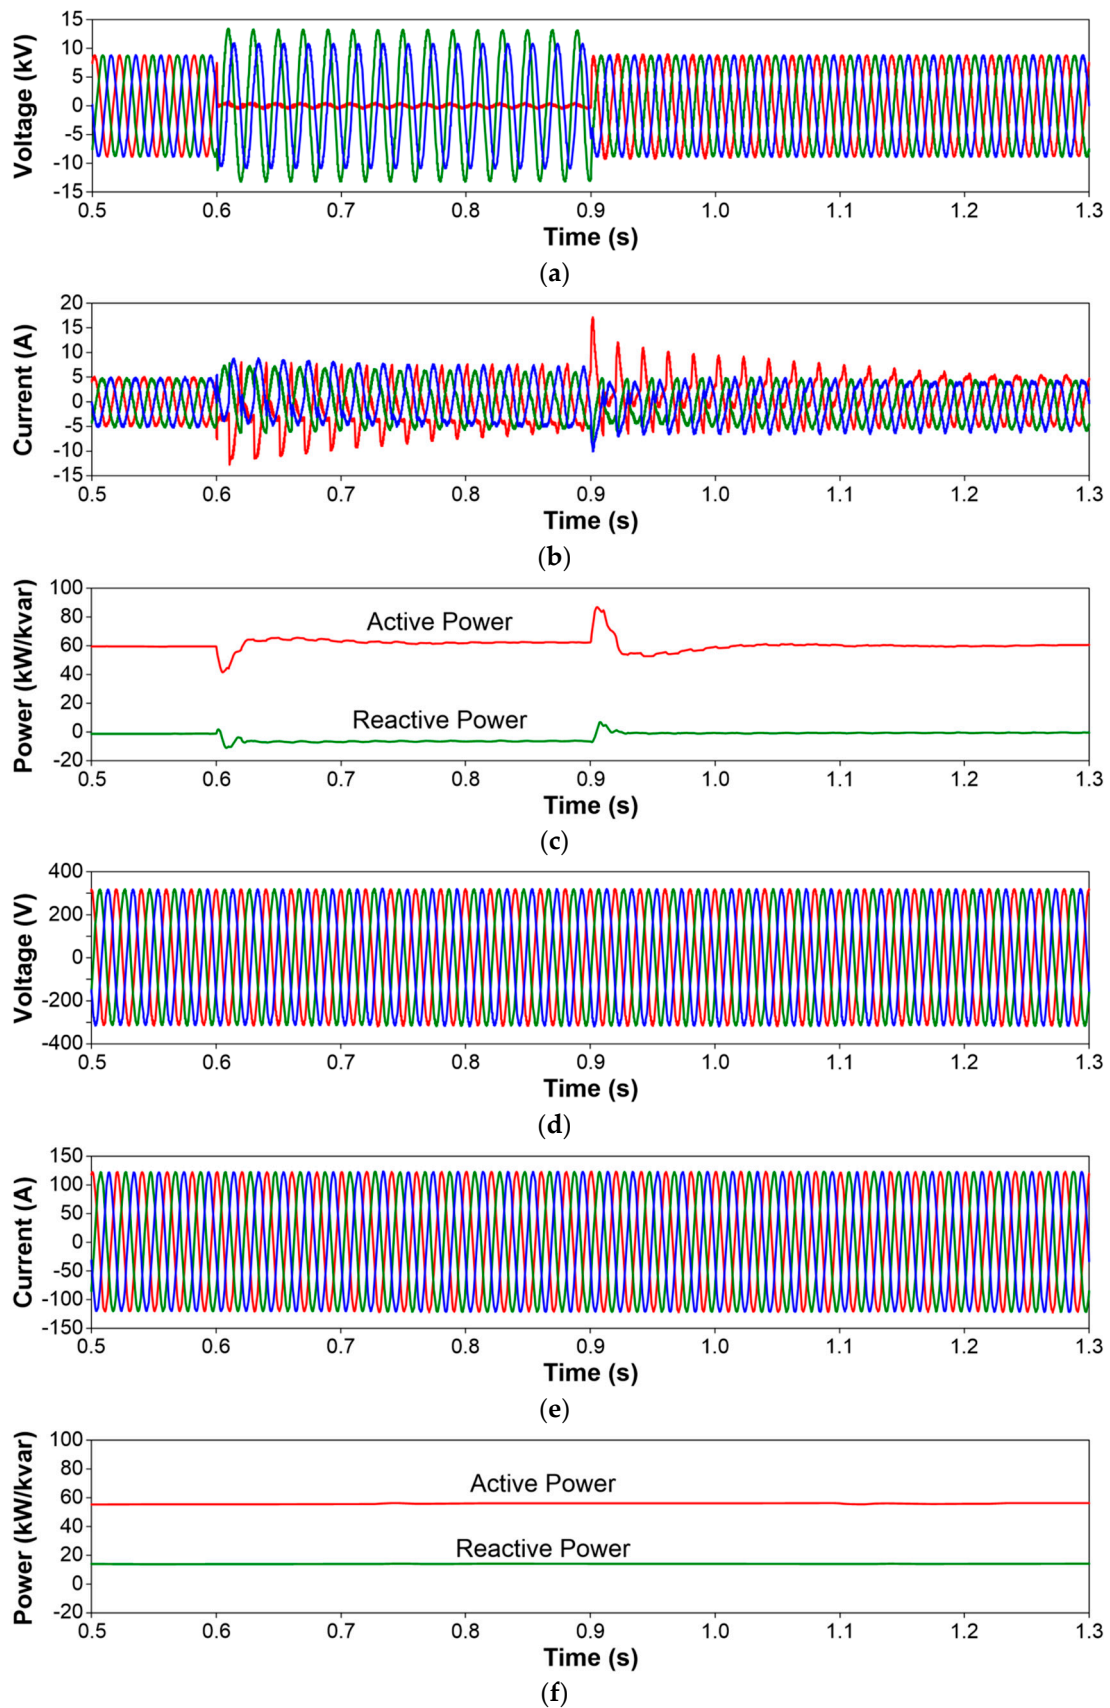 15
10
5
0
-5
-10
-15
Voltage (kV)
0.5 0.6 0.7 0.8 0.9 1.0 1.1 1.2 1.3
Time (s)
(a)
20
15
10
5
0
-5
-10
-15
Current (A)
0.5 0.6 0.7 0.8 0.9 1.0 1.1 1.2 1.3
Time (s)
(b)
100
80
60
40
20
0
-20
Power (kW/kvar)
Active Power
Reactive Power
0.5 0.6 0.7 0.8 0.9 1.0 1.1 1.2 1.3
Time (s)
(c)
400
200
0
-200
-400
Voltage (V)
0.5 0.6 0.7 0.8 0.9 1.0 1.1 1.2 1.3
Time (s)
(d)
150
100
50
0
-50
-100
-150
Current (A)
0.5 0.6 0.7 0.8 0.9 1.0 1.1 1.2 1.3
Time (s)
(e)
100
80
60
40
20
0
-20
Power (kW/kvar)
Active Power
Reactive Power
0.5 0.6 0.7 0.8 0.9 1.0 1.1 1.2 1.3
Time (s)
(f)